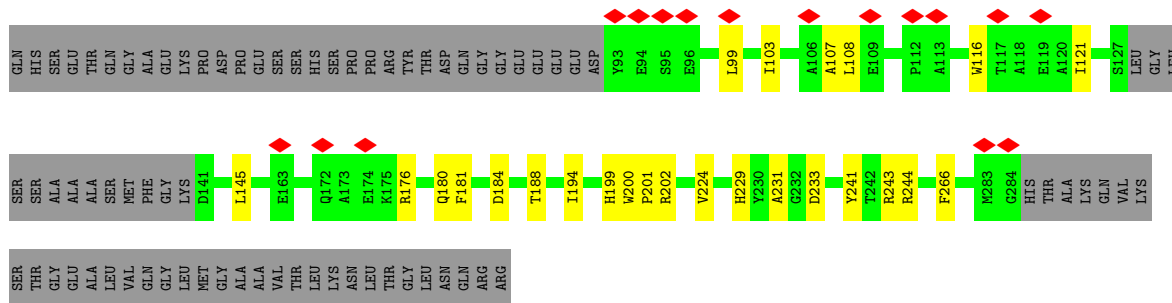 GLN HIS SER GLU THR GLN GLY ALA GLU LYS PRO ASP PRO GLU SER SER HIS SER PRO PRO ARG TYR THR ASP GLN GLY GLY GLU GLU GLU GLU ASP Y93 E94 S95 E96 L99 I103 A106 A107 L108 E109 P112 A113 W116 T117 A118 E119 A120 I121 S127 LEU GLY LEU
SER SER ALA ALA ALA SER MET PHE GLY LYS D141 L145 E163 Q172 A173 E174 K175 R176 Q180 F181 D184 T188 I194 H199 W200 P201 R202 V224 H229 Y230 A231 G232 D233 Y241 T242 R243 R244 F266 M283 G284 HIS THR ALA LYS GLN VAL LYS
SER THR GLY GLU ALA LEU VAL GLN GLY LEU MET GLY ALA ALA VAL THR LEU LYS ASN LEU THR GLY LEU ASN GLN ARG ARG